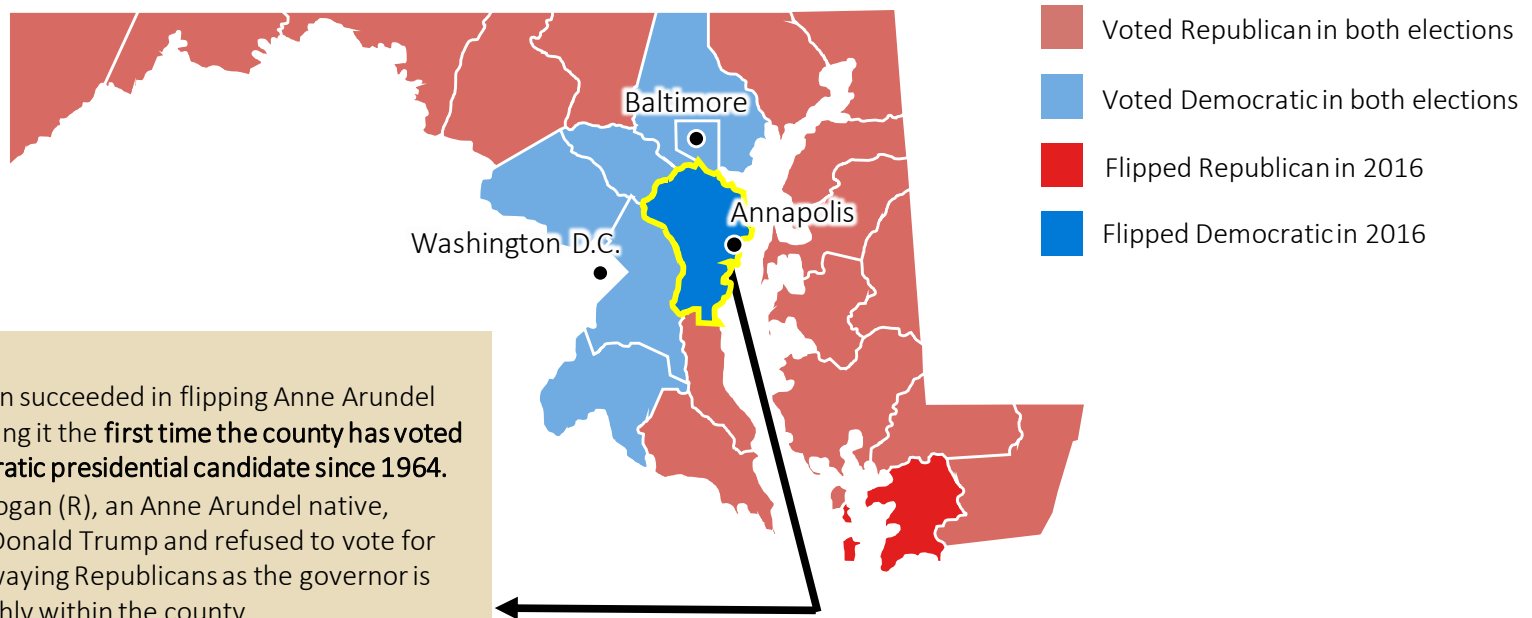 Voted Republican in both elections
Voted Democratic in both elections
Flipped Republican in 2016
Flipped Democratic in 2016
Baltimore
Annapolis
Washington D.C.
succeeded in flipping Anne Arundel
it the first time the county has voted
presidential candidate since 1964.
(R), an Anne Arundel native,
Donald Trump and refused to vote for
Republicans as the governor is
within the county